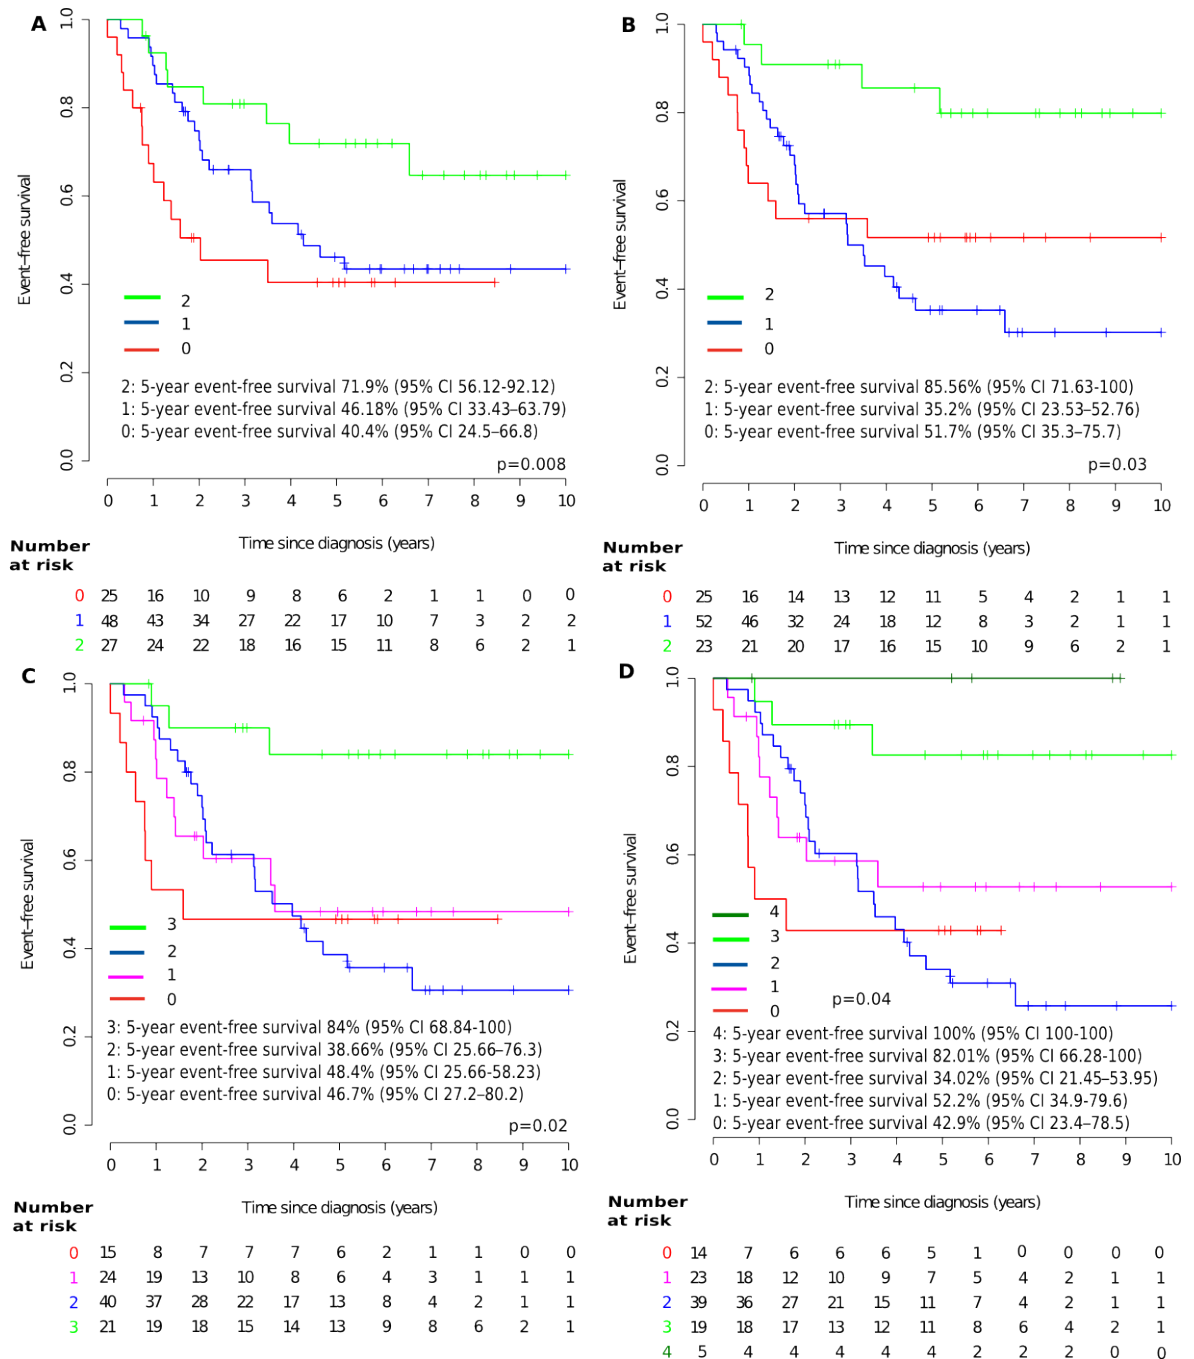 A
1.0
0.8
0.6
0.4
0.2
0.0
Event–free survival
2
1
0
2: 5-year event-free survival 71.9% (95% CI 56.12-92.12)
1: 5-year event-free survival 46.18% (95% CI 33.43–63.79)
0: 5-year event-free survival 40.4% (95% CI 24.5–66.8)
p=0.008
0 1 2 3 4 5 6 7 8 9 10
Time since diagnosis (years)
Number
at risk
0 25 16 10 9 8 6 2 1 1 0 0
1 48 43 34 27 22 17 10 7 3 2 2
2 27 24 22 18 16 15 11 8 6 2 1
B
1.0
0.8
0.6
0.4
0.2
0.0
Event–free survival
2
1
0
2: 5-year event-free survival 85.56% (95% CI 71.63-100)
1: 5-year event-free survival 35.2% (95% CI 23.53–52.76)
0: 5-year event-free survival 51.7% (95% CI 35.3–75.7)
p=0.03
0 1 2 3 4 5 6 7 8 9 10
Time since diagnosis (years)
Number
at risk
0 25 16 14 13 12 11 5 4 2 1 1
1 52 46 32 24 18 12 8 3 2 1 1
2 23 21 20 17 16 15 10 9 6 2 1
C
1.0
0.8
0.6
0.4
0.2
0.0
Event–free survival
3
2
1
0
3: 5-year event-free survival 84% (95% CI 68.84-100)
2: 5-year event-free survival 38.66% (95% CI 25.66–76.3)
1: 5-year event-free survival 48.4% (95% CI 25.66-58.23)
0: 5-year event-free survival 46.7% (95% CI 27.2–80.2)
p=0.02
0 1 2 3 4 5 6 7 8 9 10
Time since diagnosis (years)
Number
at risk
0 15 8 7 7 7 6 2 1 1 0 0
1 24 19 13 10 8 6 4 3 1 1 1
2 40 37 28 22 17 13 8 4 2 1 1
3 21 19 18 15 14 13 9 8 6 2 1
D
1.0
0.8
0.6
0.4
0.2
0.0
Event–free survival
4
3
2
1
0
p=0.04
4: 5-year event-free survival 100% (95% CI 100-100)
3: 5-year event-free survival 82.01% (95% CI 66.28-100)
2: 5-year event-free survival 34.02% (95% CI 21.45–53.95)
1: 5-year event-free survival 52.2% (95% CI 34.9-79.6)
0: 5-year event-free survival 42.9% (95% CI 23.4–78.5)
0 1 2 3 4 5 6 7 8 9 10
Time since diagnosis (years)
Number
at risk
0 14 7 6 6 6 5 1 0 0 0 0
1 23 18 12 10 9 7 5 4 2 1 1
2 39 36 27 21 15 11 7 4 2 1 1
3 19 18 17 13 12 11 8 6 4 2 1
4 5 4 4 4 4 4 2 2 2 0 0